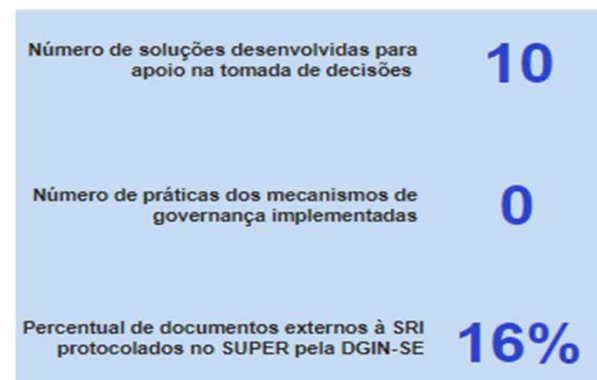 Número de soluções desenvolvidas para
apoio na tomada de decisões
10
Número de práticas dos mecanismos de
governança implementadas
0
Percentual de documentos externos à SRI
protocolados no SUPER pela DGIN-SE
16%